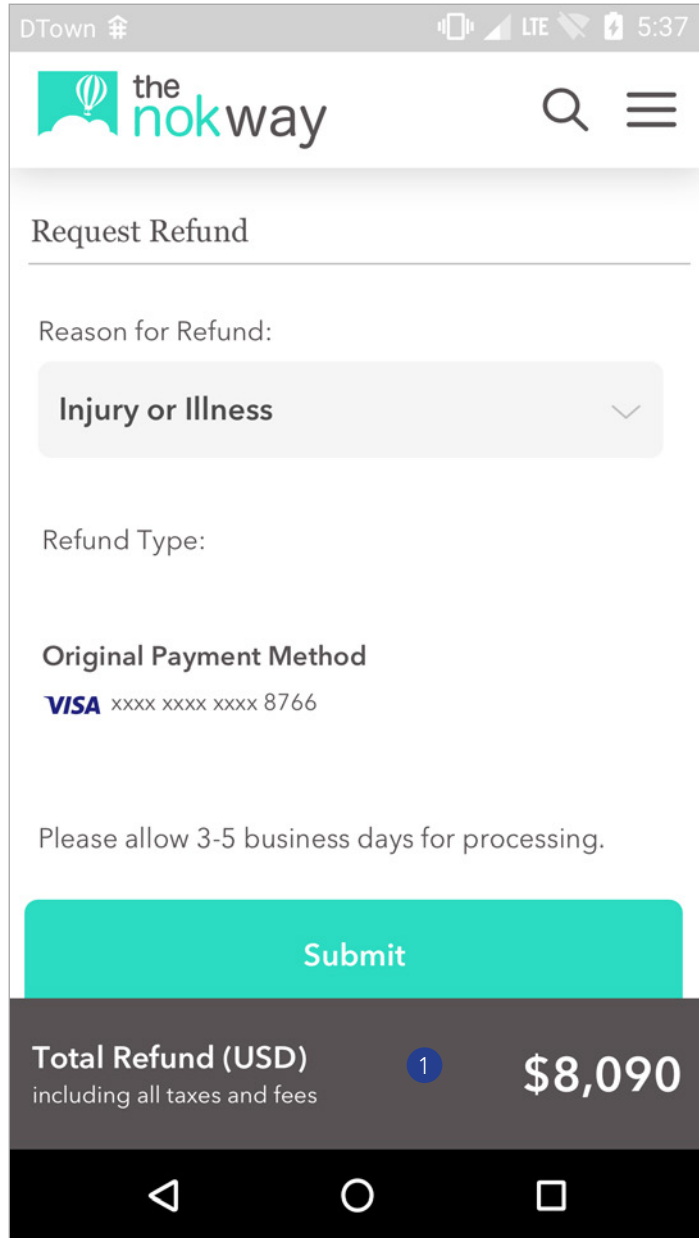 DTown LTE 5:37
the
nokway
Request Refund
Reason for Refund:
Injury or Illness
Refund Type:
Original Payment Method
VISA xxxx xxxx xxxx 8766
Please allow 3-5 business days for processing.
Submit
Total Refund (USD) 1 $8,090
including all taxes and fees